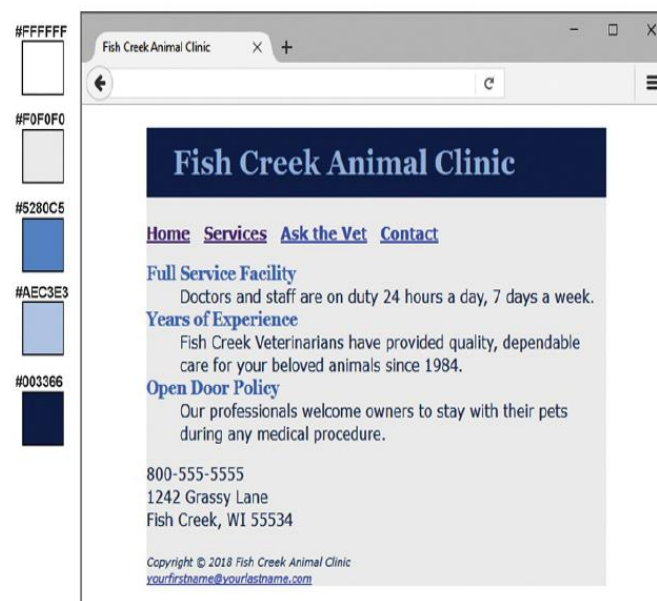 #FFFFFF
#F0F0F0
#5280C5
#AEC3E3
#003366
Fish Creek Animal Clinic
Fish Creek Animal Clinic
Home Services Ask the Vet Contact
Full Service Facility
Doctors and staff are on duty 24 hours a day, 7 days a week.
Years of Experience
Fish Creek Veterinarians have provided quality, dependable
care for your beloved animals since 1984.
Open Door Policy
Our professionals welcome owners to stay with their pets
during any medical procedure.
800-555-5555
1242 Grassy Lane
Fish Creek, WI 55534
Copyright © 2018 Fish Creek Animal Clinic
yourfirstname@yourlastname.com